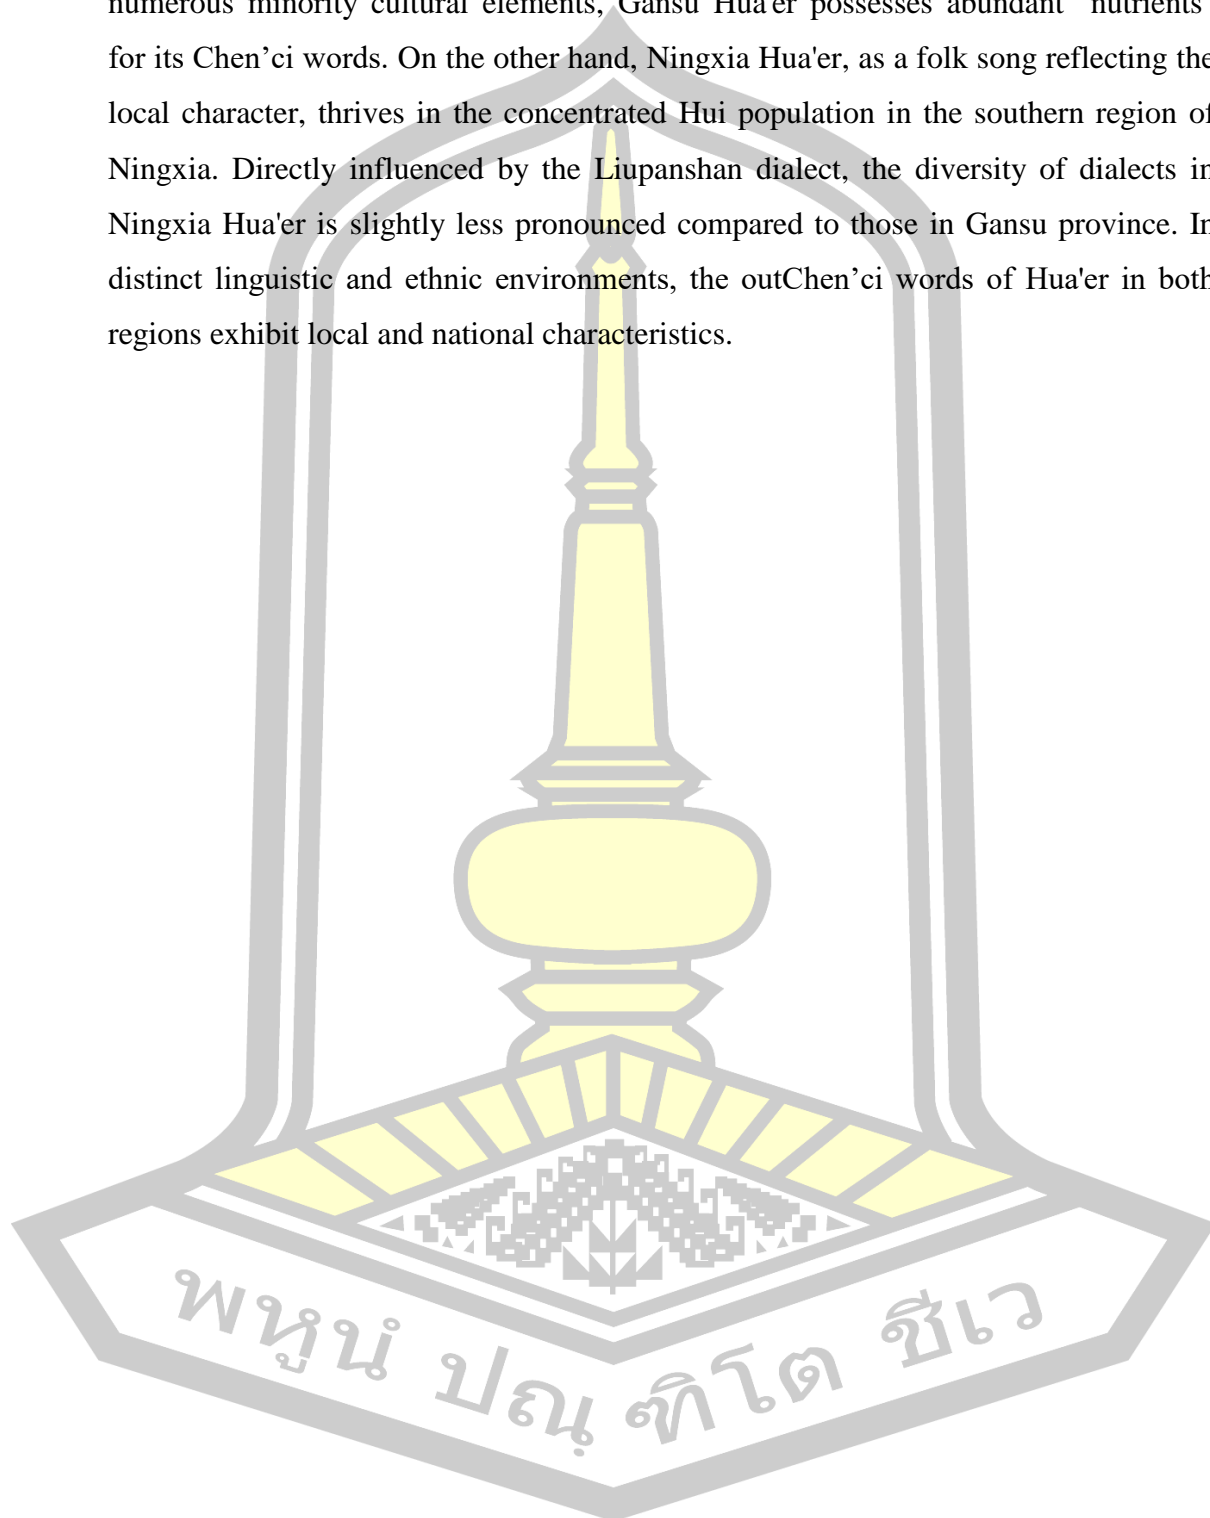 numerous minority cultural elements, Gansu Hua'er possesses abundant "nutrients"
for its Chen’ci words. On the other hand, Ningxia Hua'er, as a folk song reflecting the
local character, thrives in the concentrated Hui population in the southern region of
Ningxia. Directly influenced by the Liupanshan dialect, the diversity of dialects in
Ningxia Hua'er is slightly less pronounced compared to those in Gansu province. In
distinct linguistic and ethnic environments, the outChen’ci words of Hua'er in both
regions exhibit local and national characteristics.
พหูนํ ปณฺฑิโต ชีเว